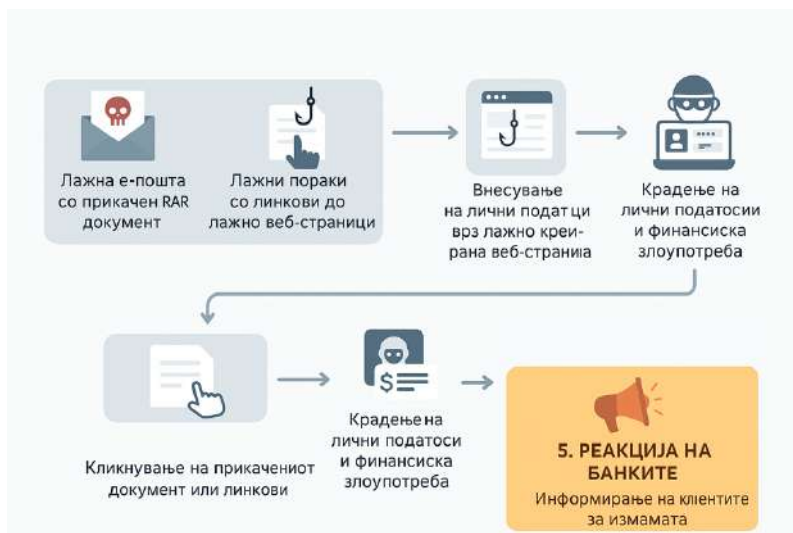 Лажна е-пошта
со прикачен RAR
документ
Лажни пораки
со линкови до
лажно веб-страници
Внесување
на лични подат ци
врз лажно креи-
рана веб-страниıа
Крадење на
лични податосии
и финансиска
злоупотреба
Кликнување на прикачениот
документ или линкови
Крадење на
лични податоси
и финансиска
злоупотреба
5. РЕАКЦИЈА НА
БАНКИТЕ
Информирање на клиентите
за измамата